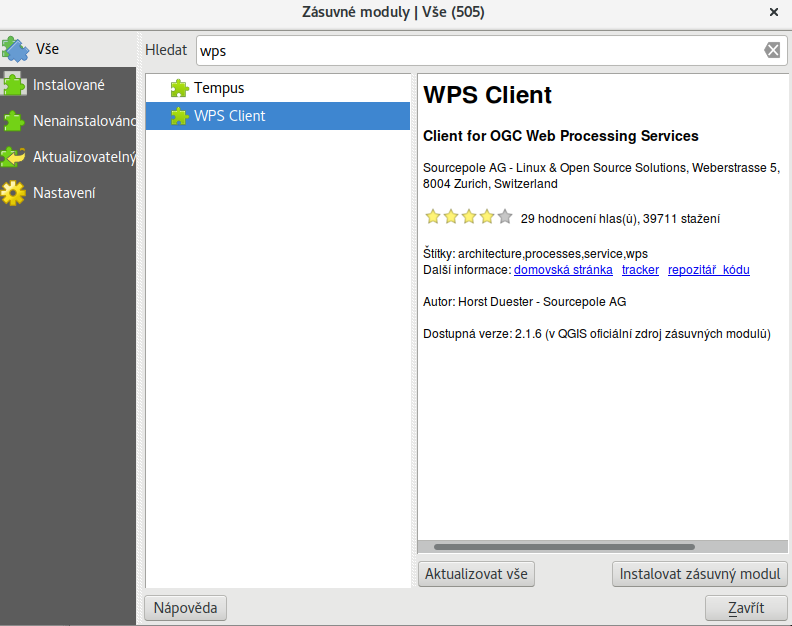 Zásuvné moduly | Vše (505)
Vše
Instalované
Nenainstalováno
Aktualizovatelný
Nastavení
Hledat wps
Tempus
WPS Client
WPS Client
Client for OGC Web Processing Services
Sourcepole AG - Linux & Open Source Solutions, Weberstrasse 5,
8004 Zurich, Switzerland
29 hodnocení hlas(ů), 39711 stažení
Štítky: architecture,processes,service,wps
Další informace: domovská stránka tracker repozitář_kódu
Autor: Horst Duester - Sourcepole AG
Dostupná verze: 2.1.6 (v QGIS oficiální zdroj zásuvných modulů)
Aktualizovat vše
Instalovat zásuvný modul
Nápověda
Zavřít